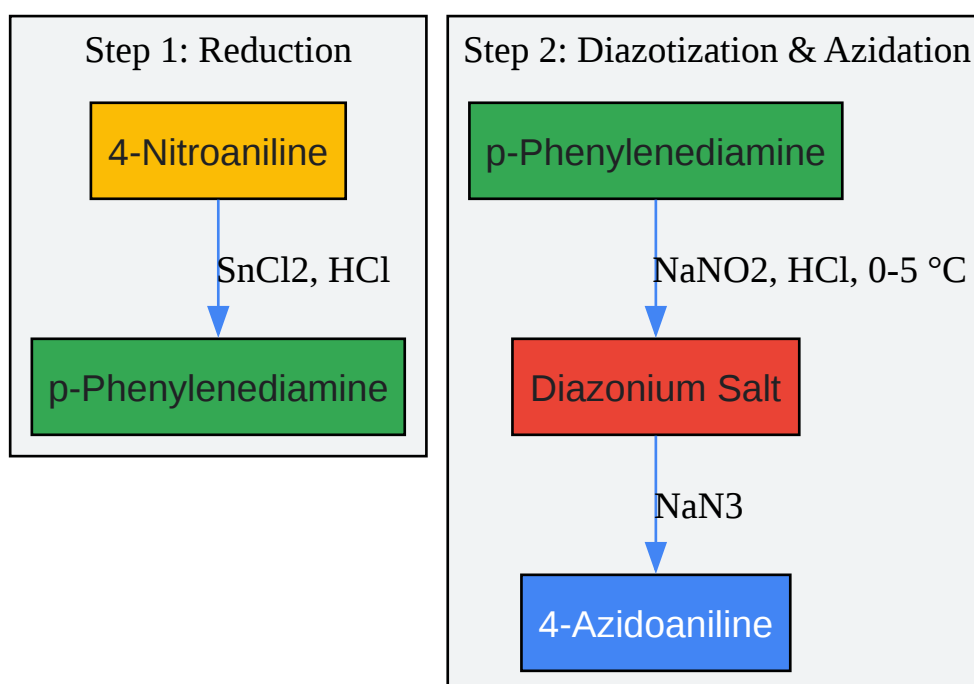 Step 1: Reduction
4-Nitroaniline
SnCl2, HCl
p-Phenylenediamine
Step 2: Diazotization & Azidation
p-Phenylenediamine
NaNO2, HCl, 0-5 °C
Diazonium Salt
NaN3
4-Azidoaniline